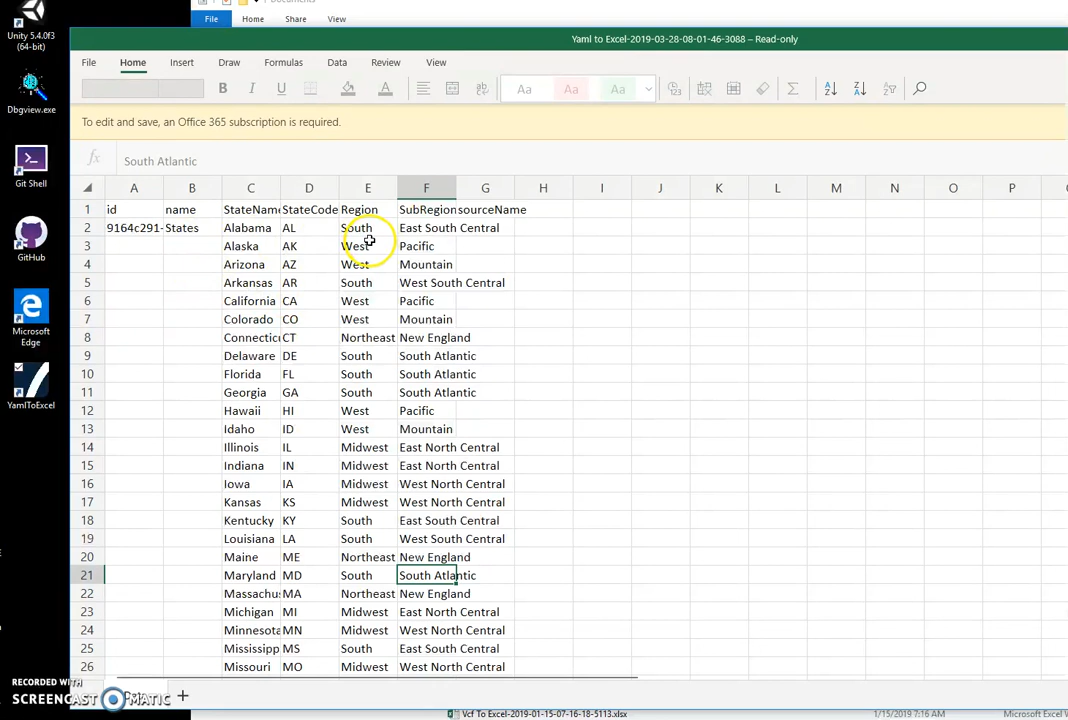 Documents
File Home Share View
Unity 5.4.0f3
(64-bit)
Dbgview.exe
Git Shell
GitHub
Microsoft
Edge
YamlToExcel
Yaml to Excel-2019-03-28-08-01-46-3088 – Read-only
File Home Insert Draw Formulas Data Review View
B I U A ab Aa Aa Aa 123 Σ
To edit and save, an Office 365 subscription is required.
fx South Atlantic
A B C D E F G H I J K L M N O P
1 id name StateName StateCode Region SubRegion sourceName
2 9164c291- States Alabama AL South East South Central
3 Alaska AK West Pacific
4 Arizona AZ West Mountain
5 Arkansas AR South West South Central
6 California CA West Pacific
7 Colorado CO West Mountain
8 Connectic CT Northeast New England
9 Delaware DE South South Atlantic
10 Florida FL South South Atlantic
11 Georgia GA South South Atlantic
12 Hawaii HI West Pacific
13 Idaho ID West Mountain
14 Illinois IL Midwest East North Central
15 Indiana IN Midwest East North Central
16 Iowa IA Midwest West North Central
17 Kansas KS Midwest West North Central
18 Kentucky KY South East South Central
19 Louisiana LA South West South Central
20 Maine ME Northeast New England
21 Maryland MD South South Atlantic
22 Massachu MA Northeast New England
23 Michigan MI Midwest East North Central
24 Minnesota MN Midwest West North Central
25 Mississipp MS South East South Central
26 Missouri MO Midwest West North Central
RECORDED WITH
SCREENCAST MATIC
Vcf To Excel-2019-01-15-07-16-18-5113.xlsx 1/15/2019 7:16 AM Microsoft Excel W